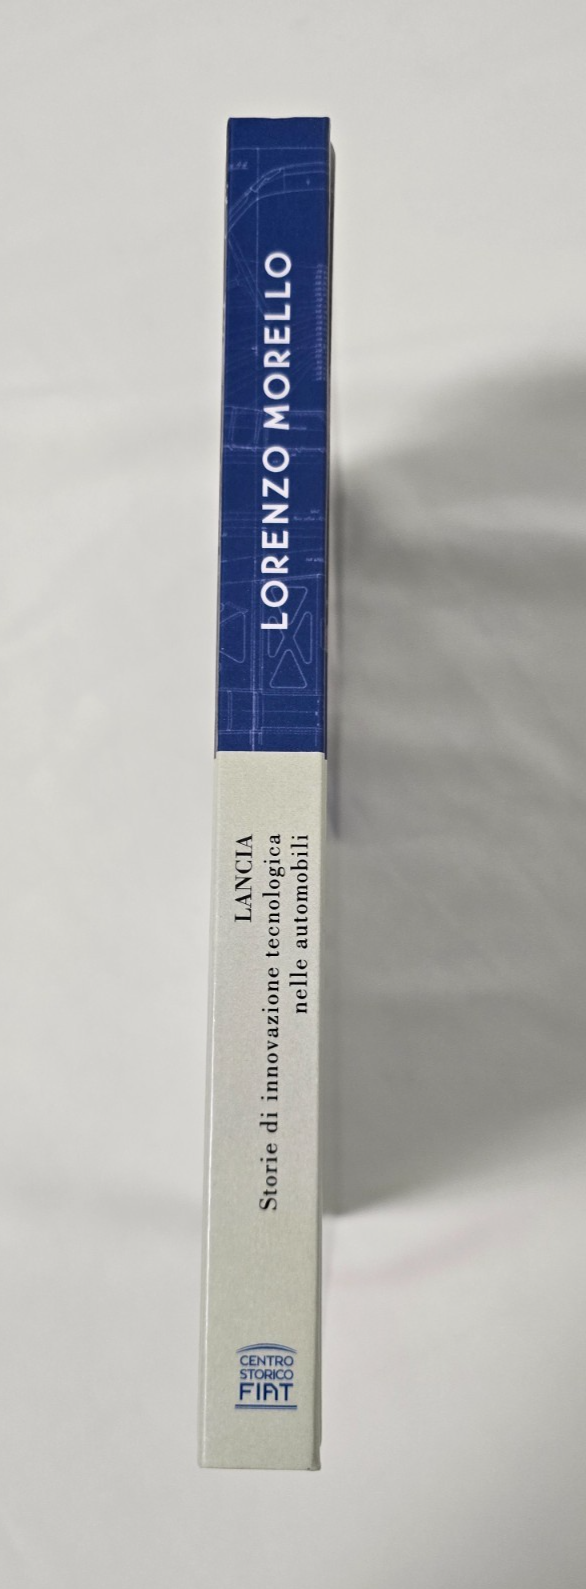 LORENZO MORELLO
LANCIA
Storie di innovazione tecnologica
nelle automobili
CENTRO
STORICO
FIAT